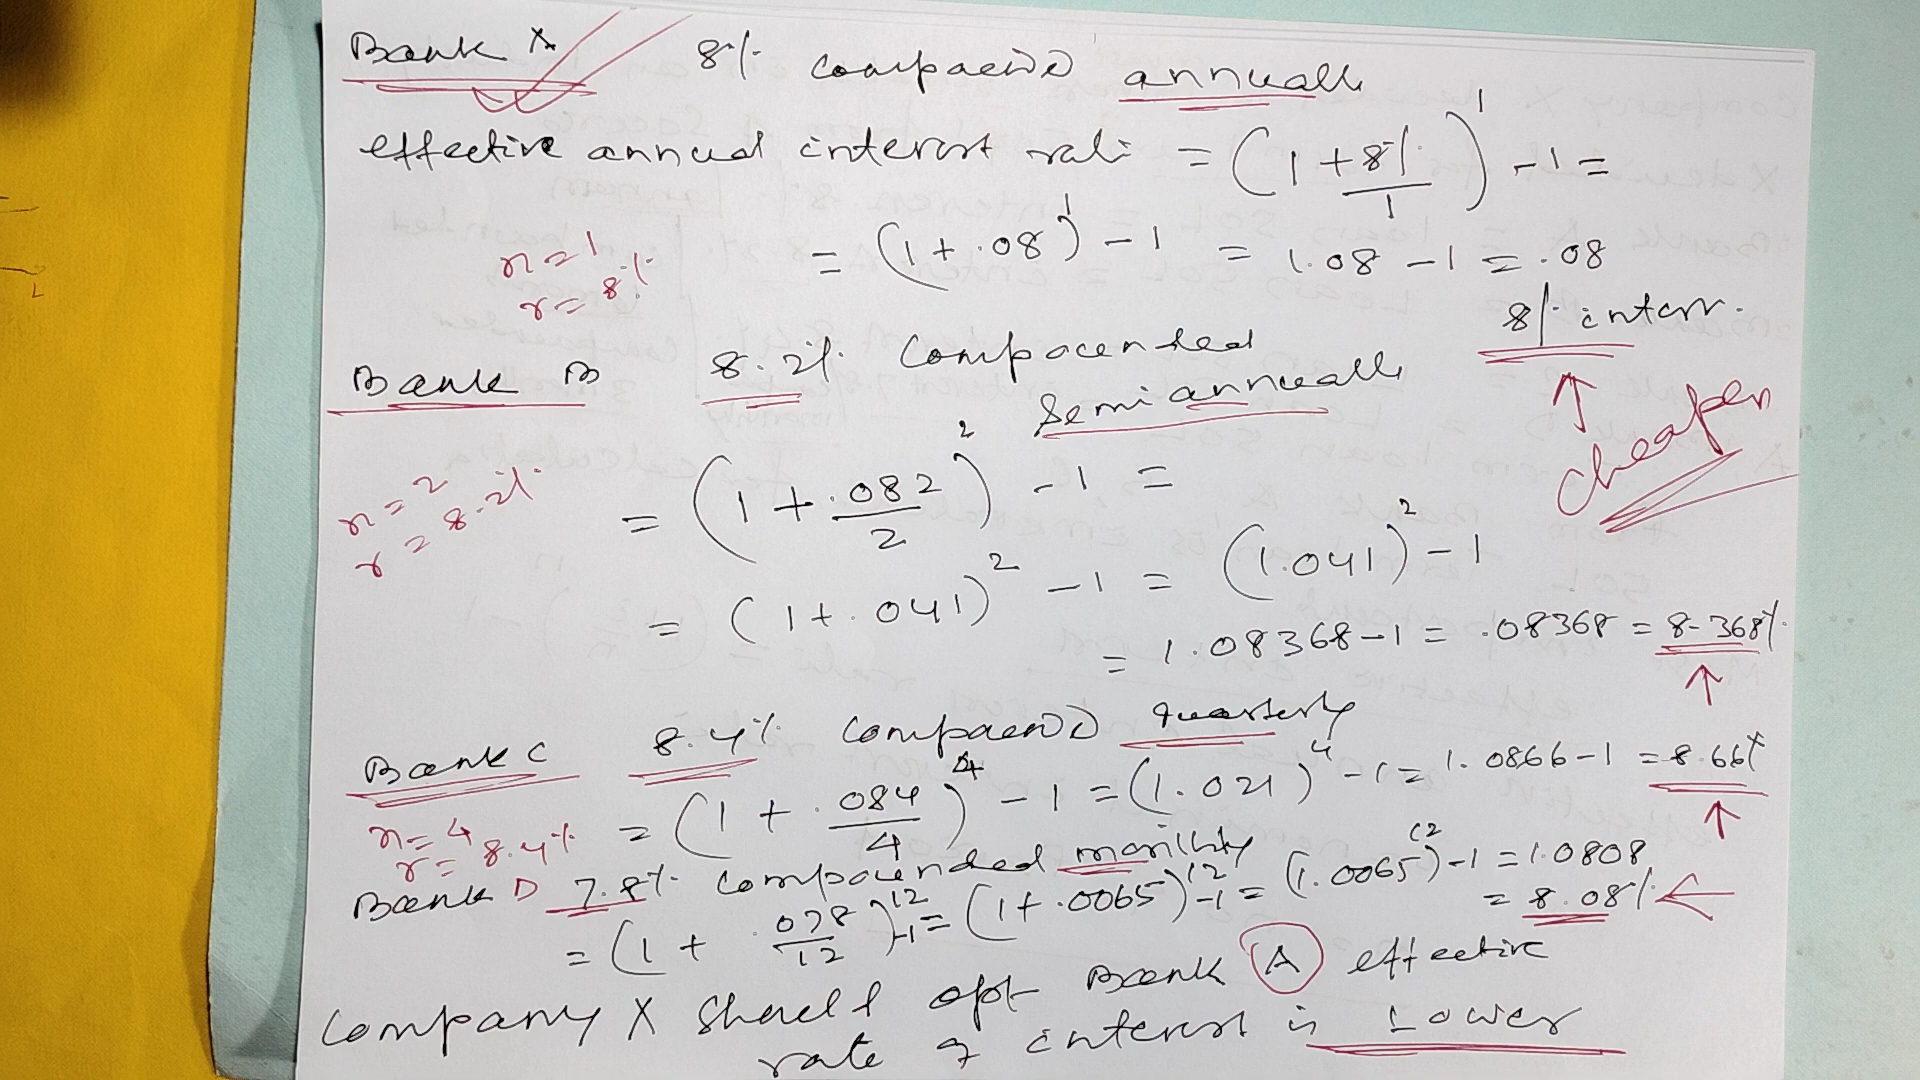 Bank A 8% compound annuall
effective annual interest rate = (1 + 8%/1)^1 - 1 =
n = 1
r = 8%
= (1 + .08)^1 - 1 = 1.08 - 1 = .08
8% interr.
cheaper
Bank B 8.2% Compounded
Semi annuall
n = 2
r = 8.2%
= (1 + .082/2)^2 - 1 =
= (1 + .041)^2 - 1 = (1.041)^2 - 1
= 1.08368 - 1 = .08368 = 8.368%
Bank C 8.4% Compound quarterly
n = 4
r = 8.4%
= (1 + .084/4)^4 - 1 = (1.021)^4 - 1 = 1.0866 - 1 = 8.66%
Bank D 7.8% Compounded monthly
= (1 + .078/12)^12 - 1 = (1 + .0065)^12 - 1 = (1.0065)^12 - 1 = 1.0808
= 8.08%
Company X should opt Bank A effective
rate of interest is Lower